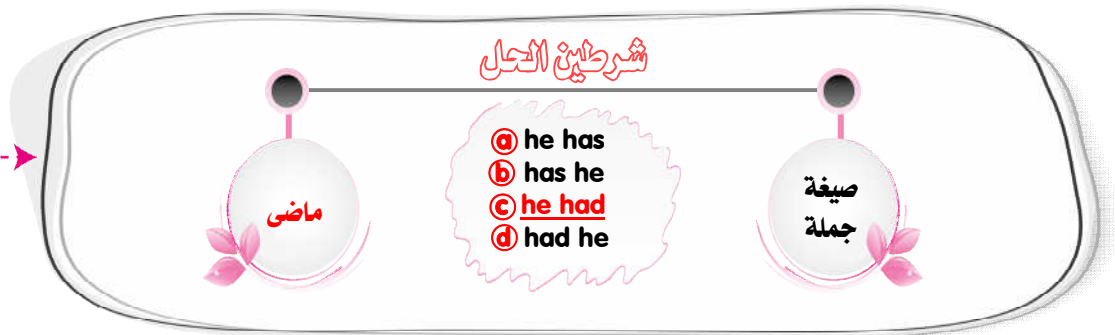 شرطين الحل
صيغة
جملة
ⓐ he has
ⓑ has he
ⓒ he had
ⓓ had he
ماضى